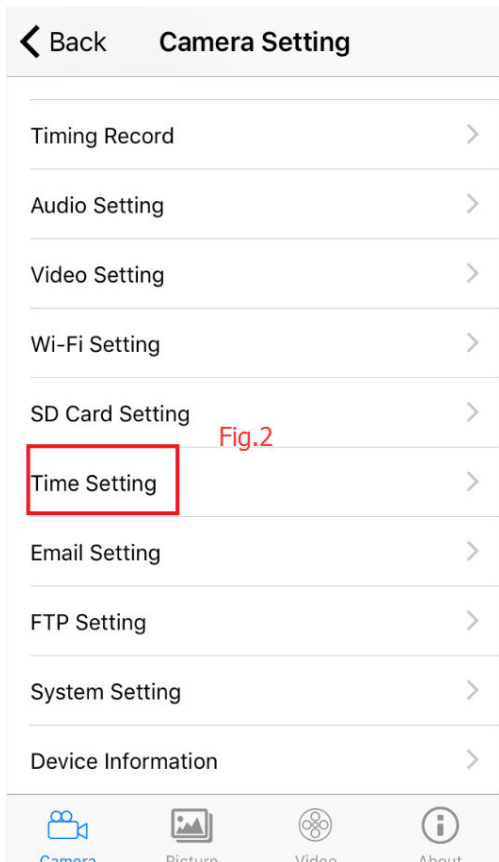 Back Camera Setting
Timing Record
Audio Setting
Video Setting
Wi-Fi Setting
SD Card Setting
Fig.2
Time Setting
Email Setting
FTP Setting
System Setting
Device Information
Camera Picture Video About